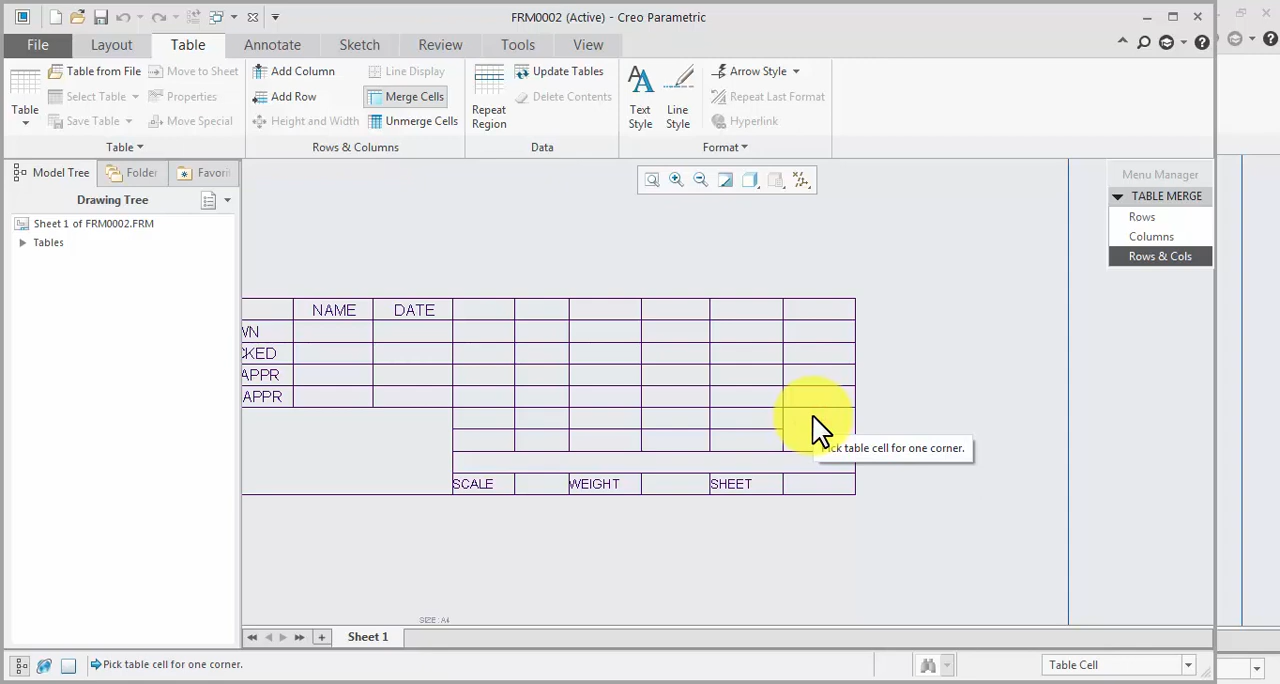 FRM0002 (Active) - Creo Parametric
File Layout Table Annotate Sketch Review Tools View
Table
Table from File
Move to Sheet
Select Table
Properties
Save Table
Move Special
Table
Add Column
Line Display
Add Row
Merge Cells
Height and Width
Unmerge Cells
Rows & Columns
Repeat
Region
Update Tables
Delete Contents
Data
Text
Style
Line
Style
Arrow Style
Repeat Last Format
Hyperlink
Format
Model Tree Folder Favori
Drawing Tree
Sheet 1 of FRM0002.FRM
Tables
Menu Manager
TABLE MERGE
Rows
Columns
Rows & Cols
NAME DATE
WN
CKED
APPR
APPR
Pick table cell for one corner.
SCALE WEIGHT SHEET
SIZE : A4
Sheet 1
Pick table cell for one corner.
Table Cell